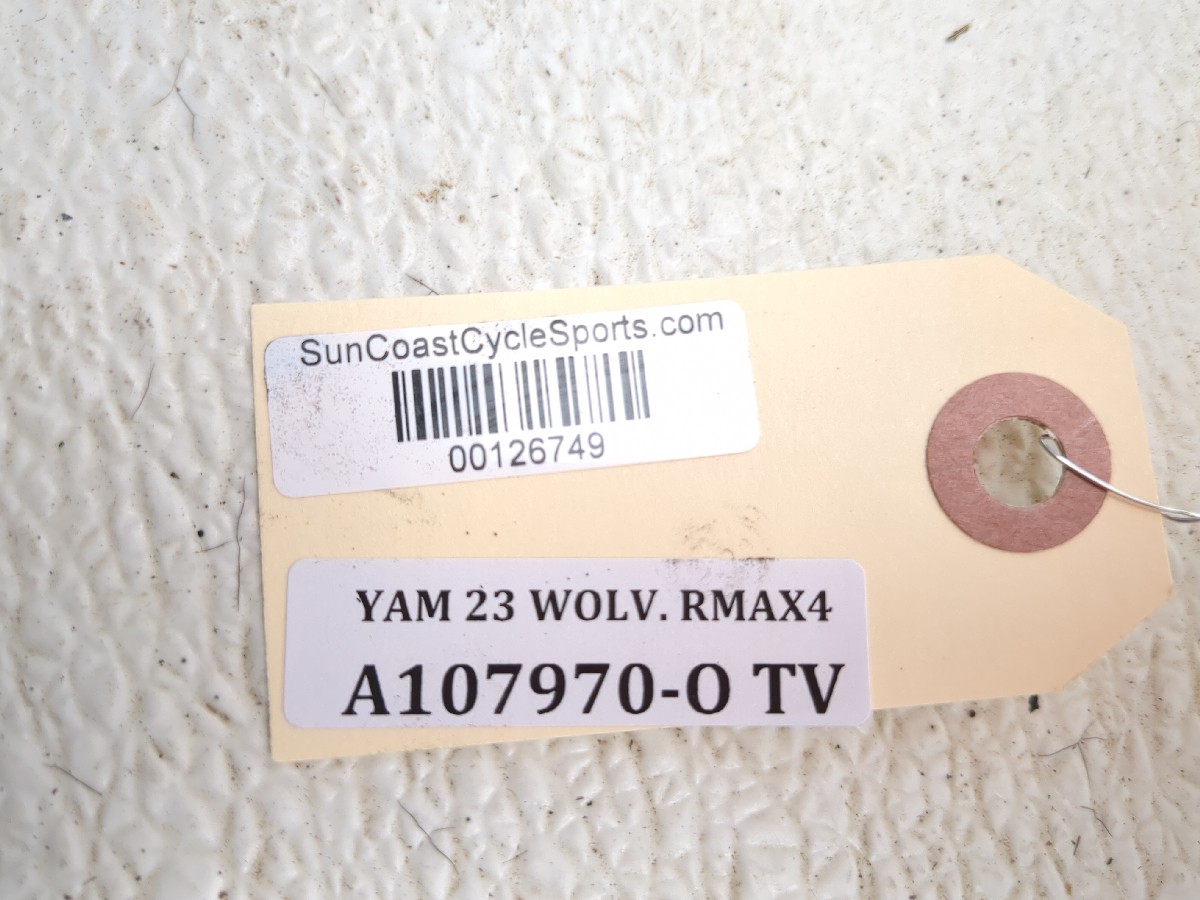 SunCoastCycleSports.com
00126749
YAM 23 WOLV. RMAX4
A107970-O TV